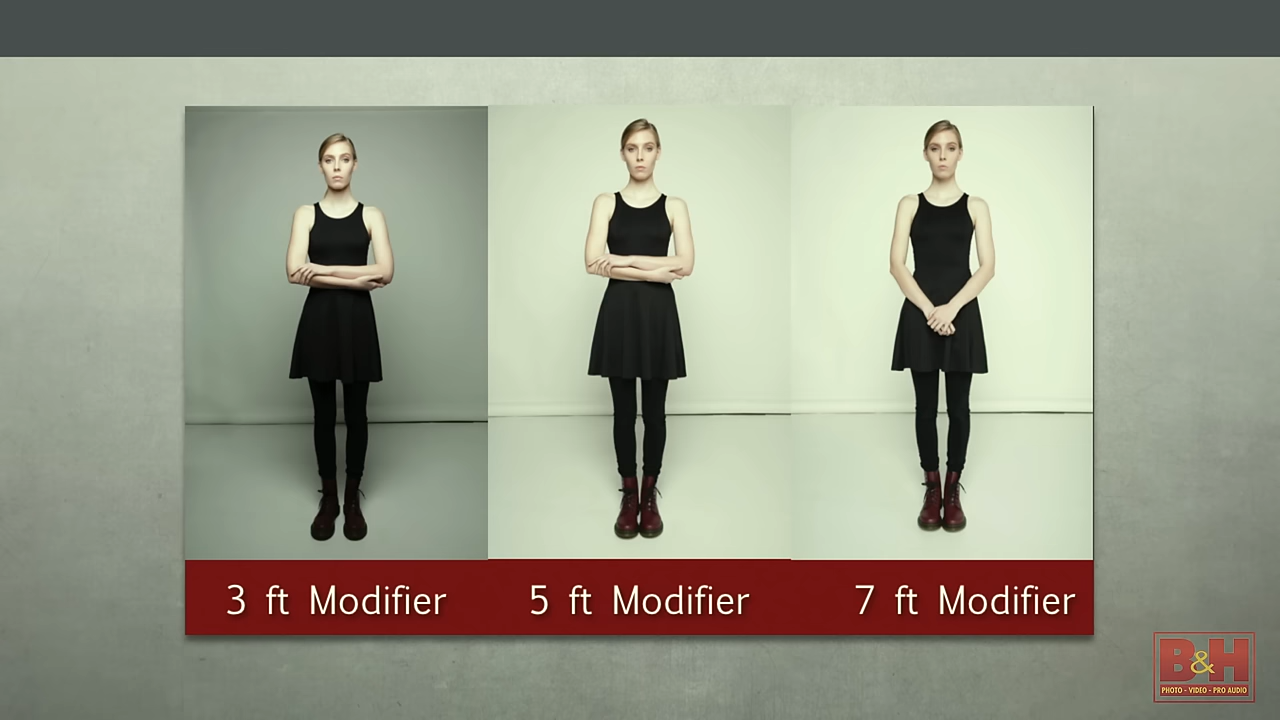 3 ft Modifier
5 ft Modifier
7 ft Modifier
B&H
PHOTO - VIDEO - PRO AUDIO